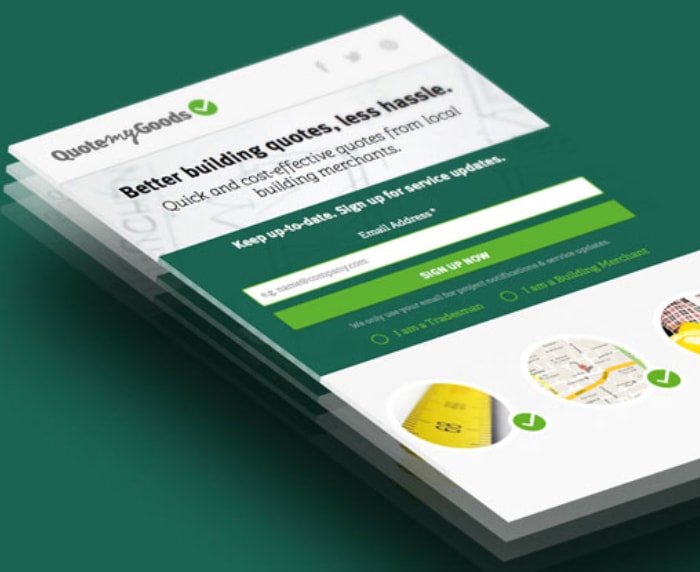 QuotemyGoods
Better building quotes, less hassle.
Quick and cost-effective quotes from local
building merchants.
Keep up-to-date. Sign up for service updates.
Email Address*
e.g. name@company.com
SIGN UP NOW
We only use your email for project notifications & service updates.
I am a Tradesman
I am a Building Merchant